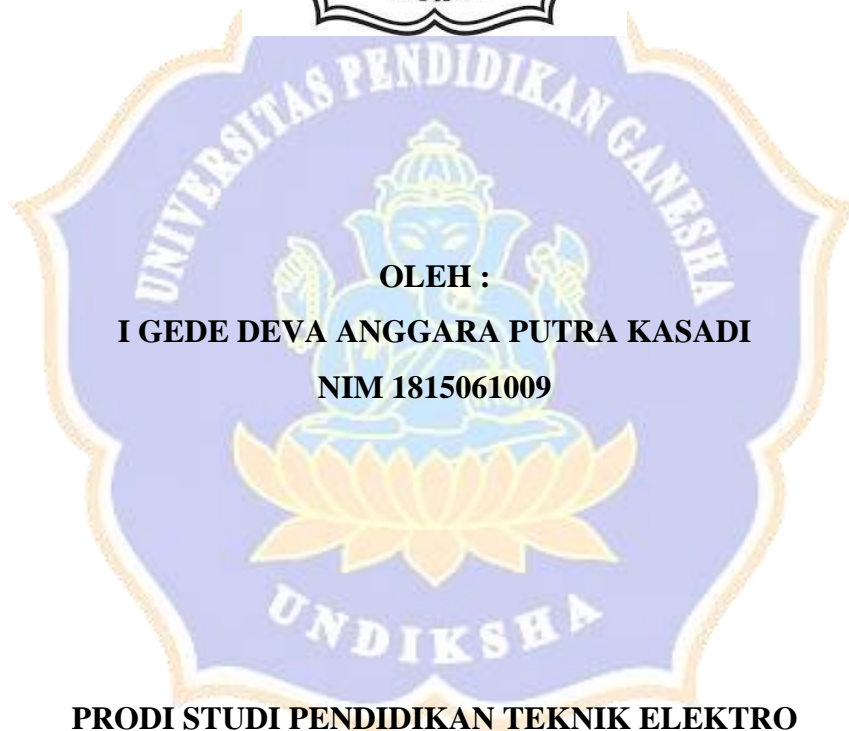 UNIVERSITAS PENDIDIKAN GANESHA
OLEH :
I GEDE DEVA ANGGARA PUTRA KASADI
NIM 1815061009
UNDIKSHA
PRODI STUDI PENDIDIKAN TEKNIK ELEKTRO